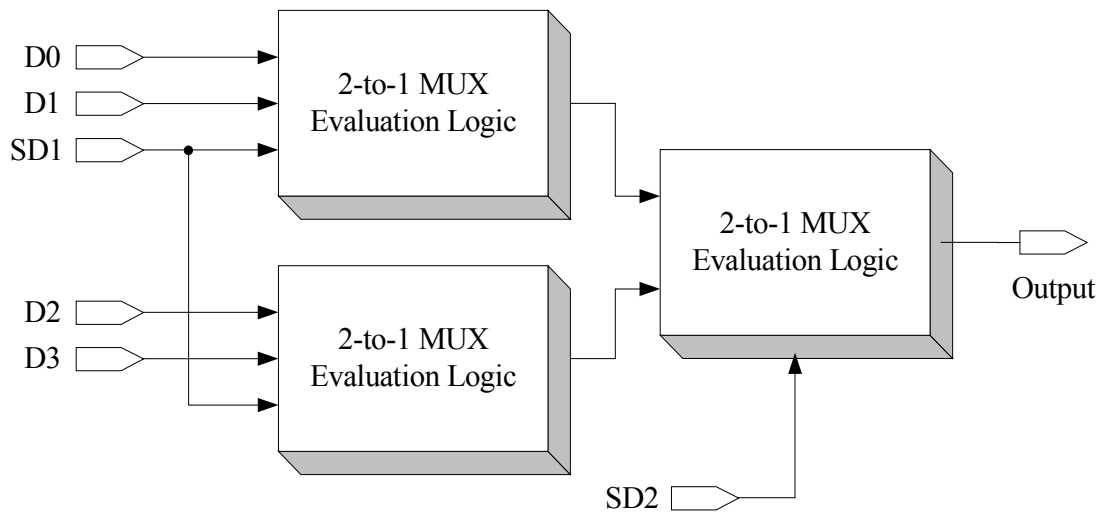 D0
D1
SD1
2-to-1 MUX
Evaluation Logic
D2
D3
2-to-1 MUX
Evaluation Logic
2-to-1 MUX
Evaluation Logic
Output
SD2